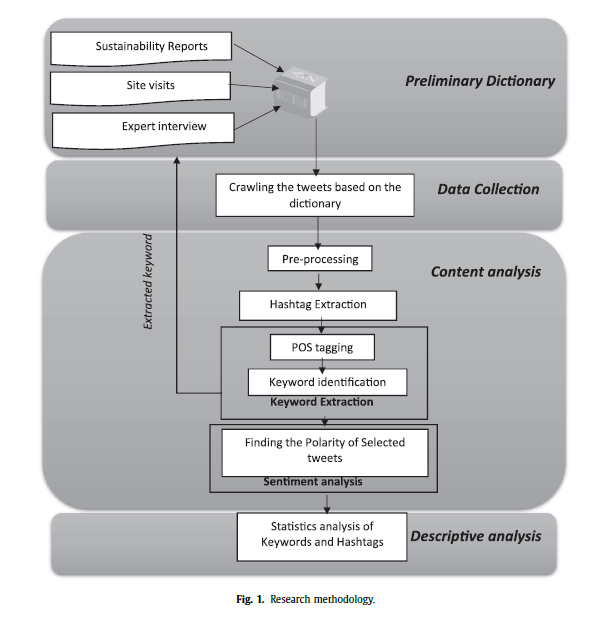 Sustainability Reports
Site visits
Expert interview
Preliminary Dictionary
Crawling the tweets based on the
dictionary
Data Collection
Pre-processing
Content analysis
Hashtag Extraction
Extracted keyword
POS tagging
Keyword identification
Keyword Extraction
Finding the Polarity of Selected
tweets
Sentiment analysis
Statistics analysis of
Keywords and Hashtags
Descriptive analysis
Fig. 1. Research methodology.